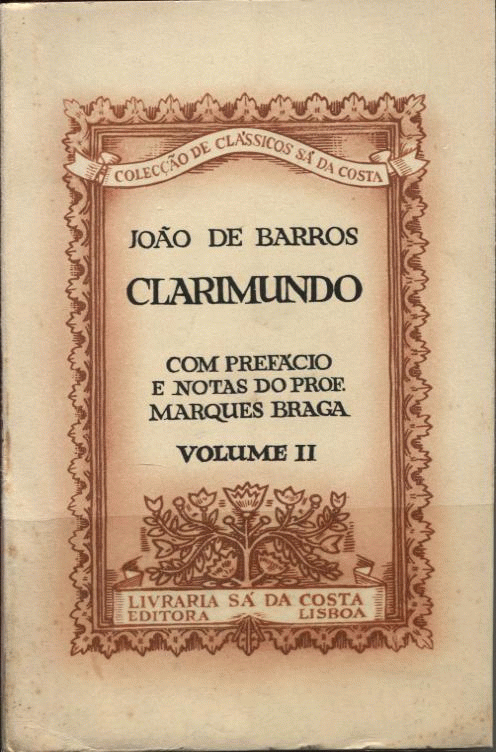 COLECÇÃO DE CLÁSSICOS SÁ DA COSTA
JOÃO DE BARROS
CLARIMUNDO
COM PREFÁCIO
E NOTAS DO PROF.
MARQUES BRAGA
VOLUME II
LIVRARIA SÁ DA COSTA
EDITORA LISBOA